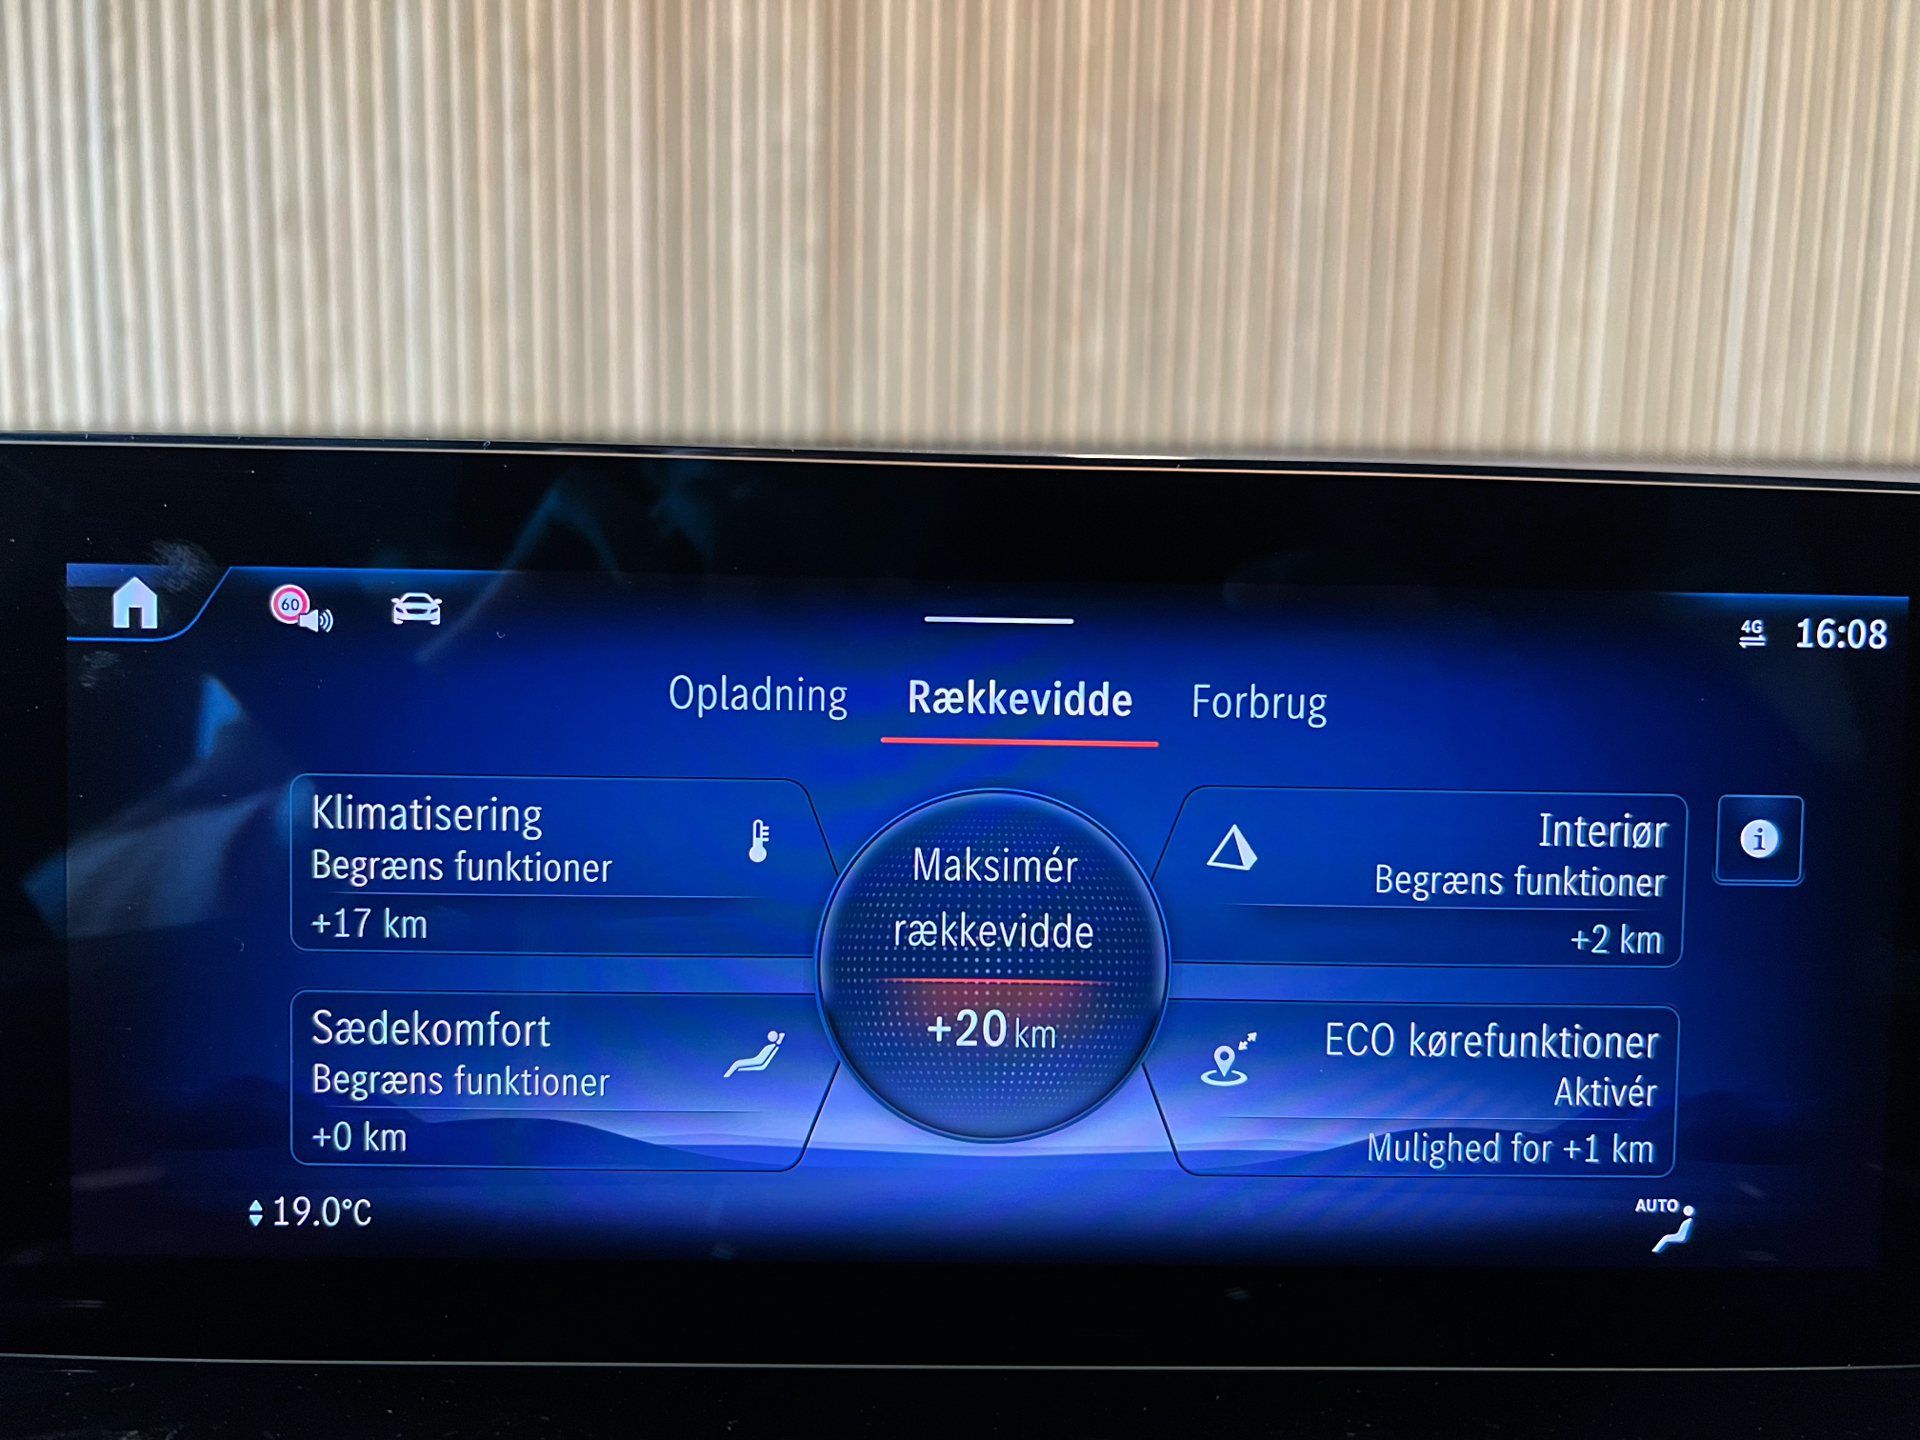 60
4G
16:08
Opladning
Rækkevidde
Forbrug
Klimatisering
Begræns funktioner
+17 km
Sædekomfort
Begræns funktioner
+0 km
Maksimér
rækkevidde
+20 km
Interiør
Begræns funktioner
+2 km
i
ECO kørefunktioner
Aktivér
Mulighed for +1 km
19.0°C
AUTO